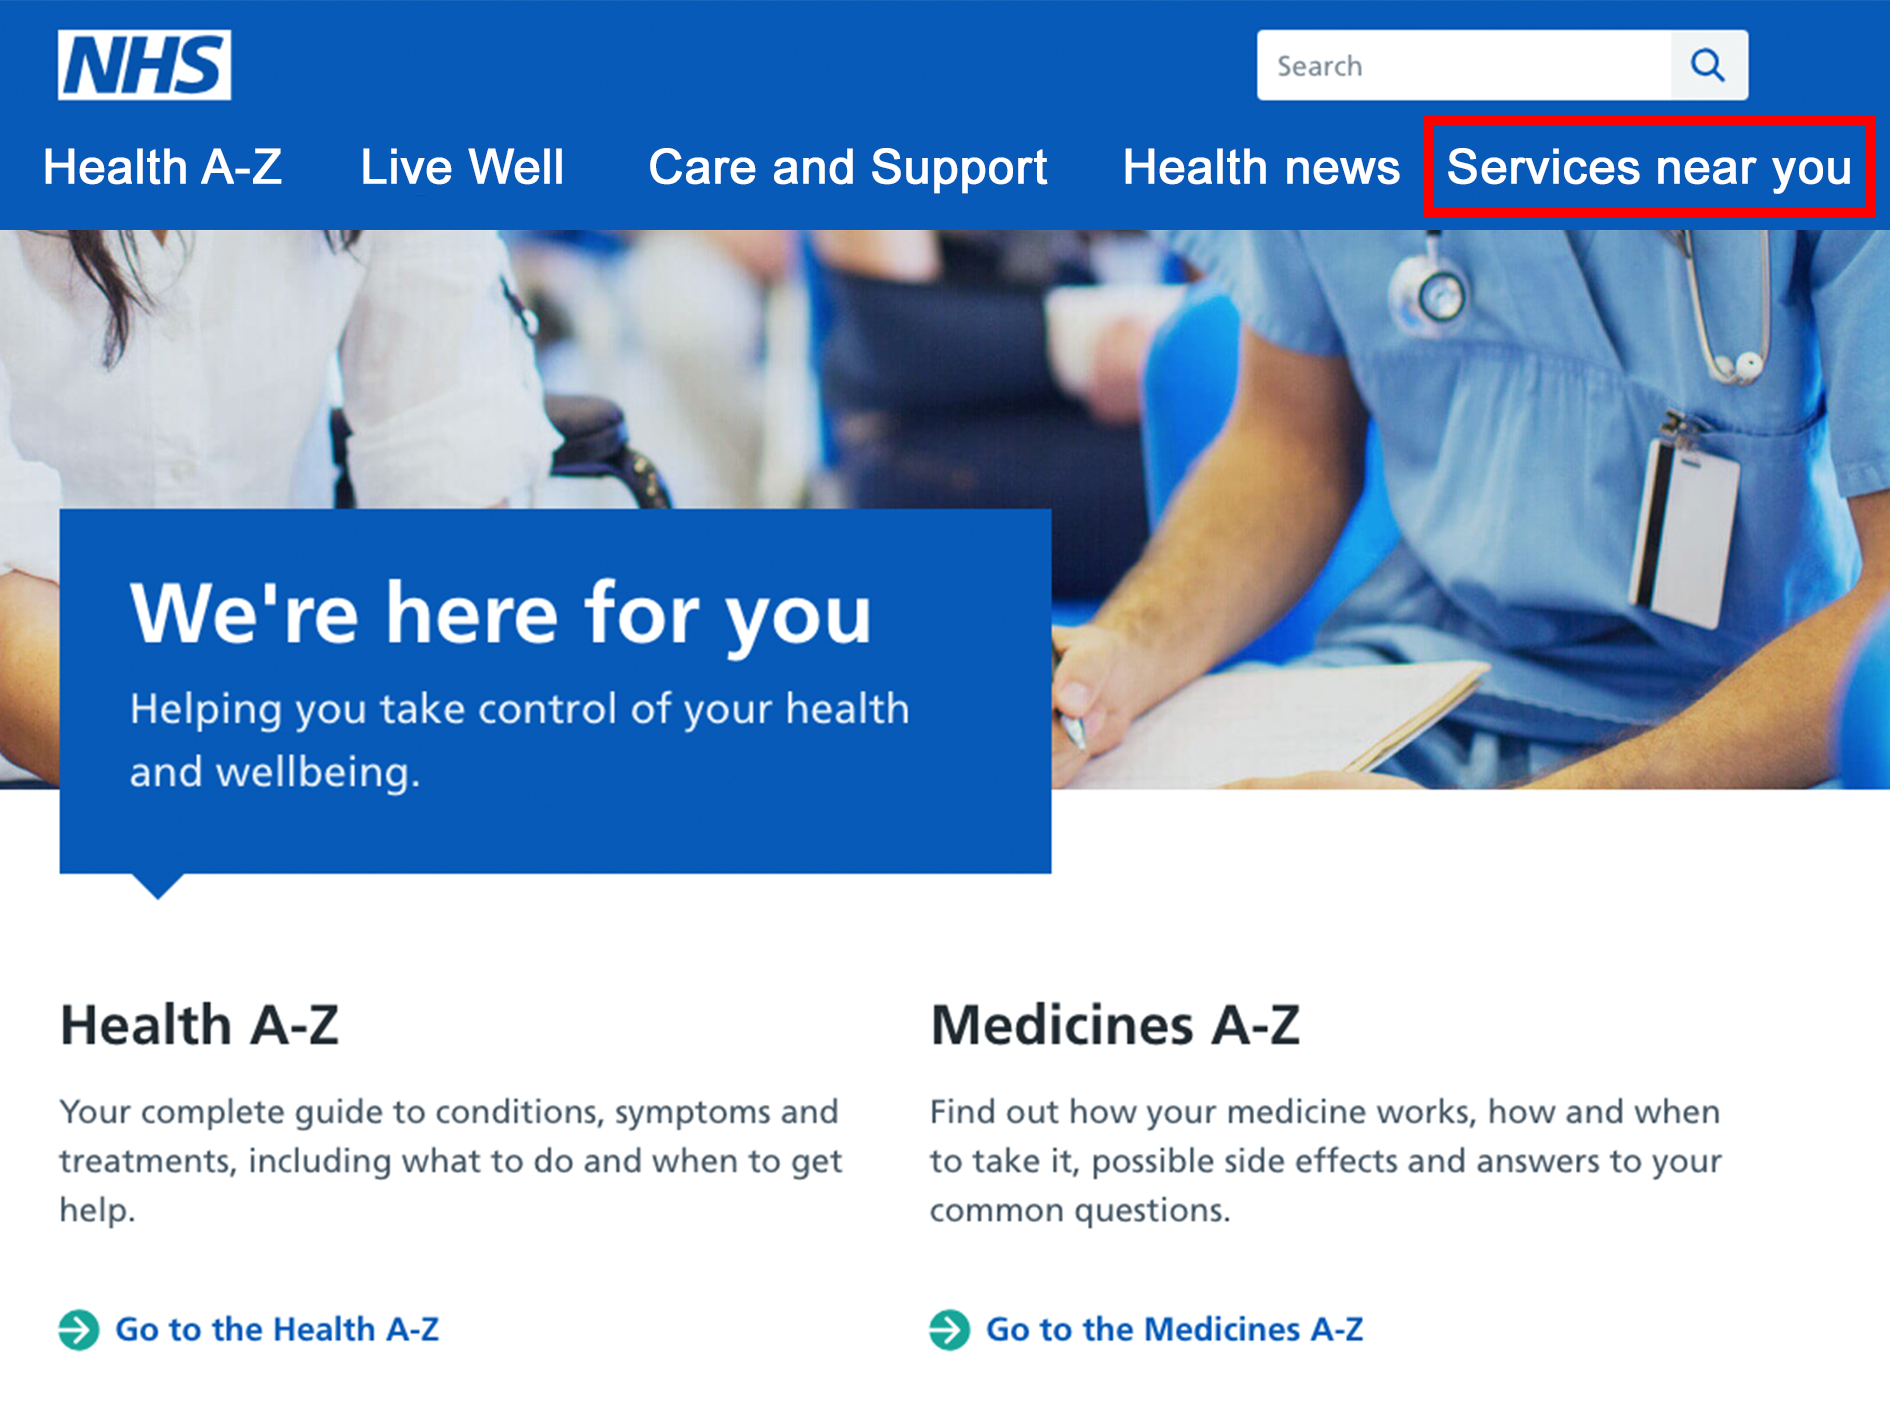 NHS
Search
Health A-Z
Live Well
Care and Support
Health news
Services near you
We're here for you
Helping you take control of your health
and wellbeing.
Health A-Z
Your complete guide to conditions, symptoms and
treatments, including what to do and when to get
help.
Go to the Health A-Z
Medicines A-Z
Find out how your medicine works, how and when
to take it, possible side effects and answers to your
common questions.
Go to the Medicines A-Z